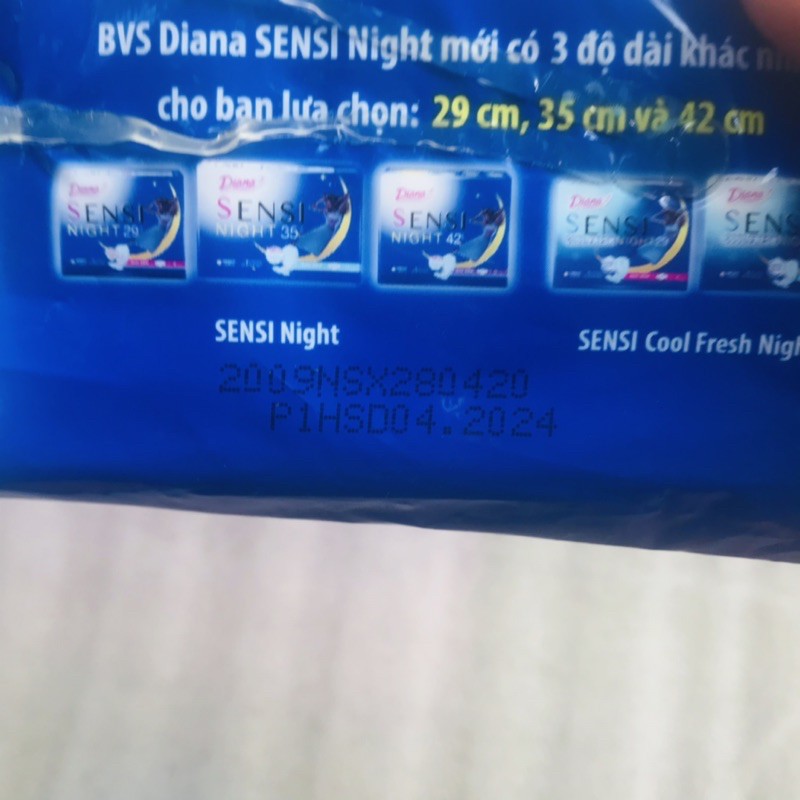 BVS Diana SENSI Night mới có 3 độ dài khác
cho bạn lựa chọn: 29 cm, 35 cm và 42 cm
Diana
SENSI
NIGHT 29
Diana
SENSI
NIGHT 35
Diana
SENSI
NIGHT 42
Diana
SENSI
Diana
SENSI
SENSI Night
SENSI Cool Fresh Nigh
2009NSX280420
P1HSD04.2024